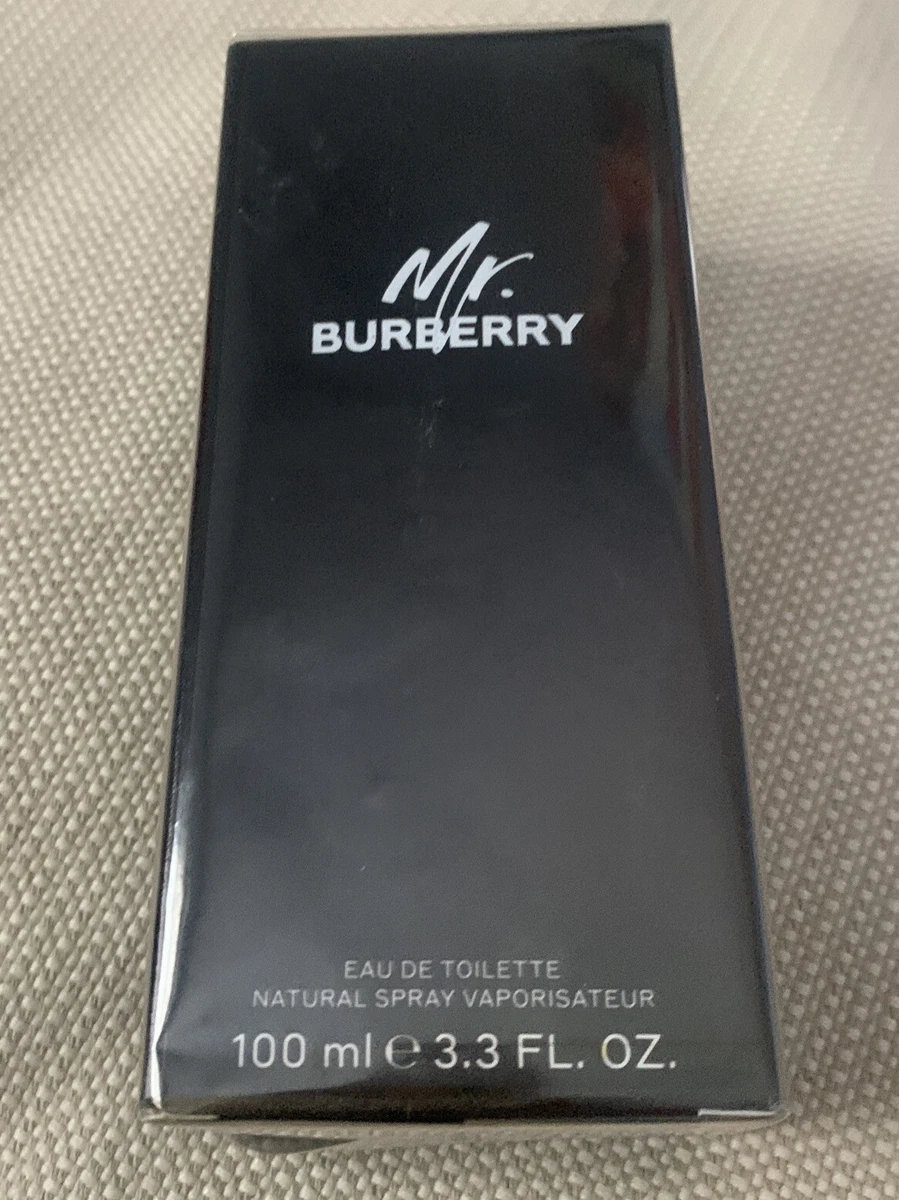 Mr.
BURBERRY
EAU DE TOILETTE
NATURAL SPRAY VAPORISATEUR
100 ml ℮ 3.3 FL. OZ.